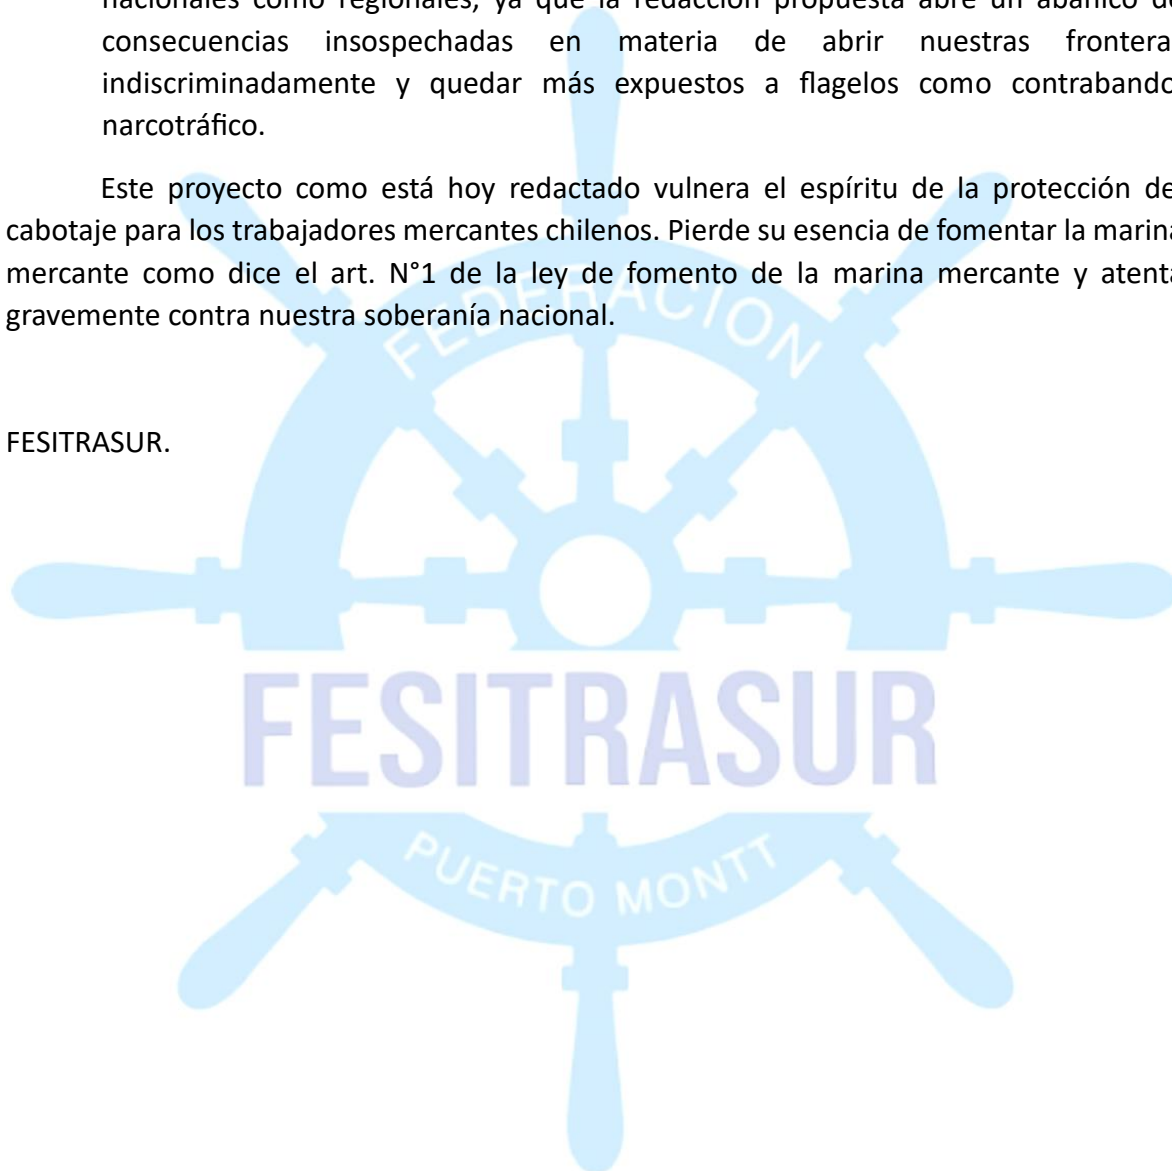 nacionales como regionales, ya que la redacción propuesta abre un abanico de
consecuencias insospechadas en materia de abrir nuestras frontera
indiscriminadamente y quedar más expuestos a flagelos como contrabando
narcotráfico.
Este proyecto como está hoy redactado vulnera el espíritu de la protección de
cabotaje para los trabajadores mercantes chilenos. Pierde su esencia de fomentar la marina
mercante como dice el art. N°1 de la ley de fomento de la marina mercante y atenta
gravemente contra nuestra soberanía nacional.
FEDERACION
FESITRASUR.
FESITRASUR
PUERTO MONTT